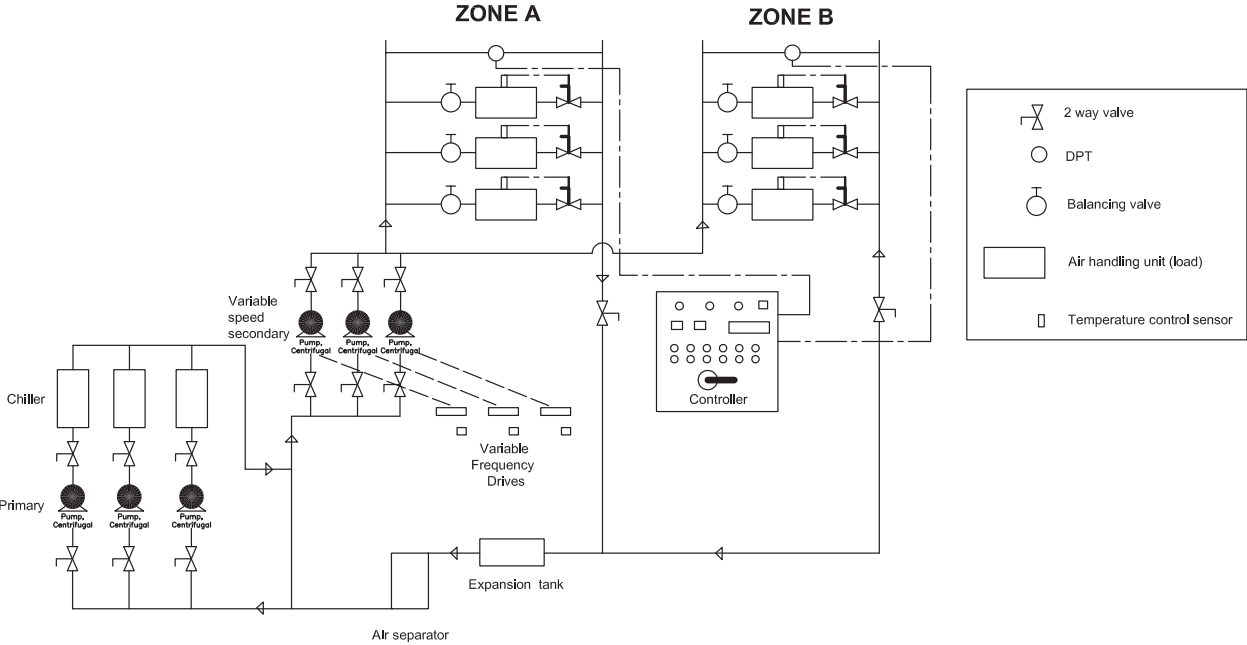 ZONE A
ZONE B
2 way valve
DPT
Balancing valve
Air handling unit (load)
Temperature control sensor
Variable
speed
secondary
Pump,
Centrifugal
Pump,
Centrifugal
Pump,
Centrifugal
Controller
Chiller
Variable
Frequency
Drives
Primary
Pump,
Centrifugal
Pump,
Centrifugal
Pump,
Centrifugal
Expansion tank
Air separator